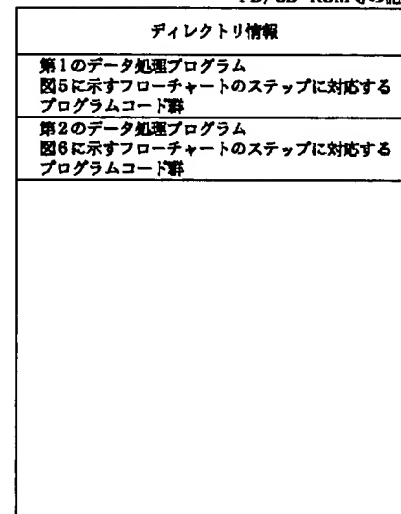 ディレクトリ情報
第1のデータ処理プログラム
図5に示すフローチャートのステップに対応する
プログラムコード群
第2のデータ処理プログラム
図6に示すフローチャートのステップに対応する
プログラムコード群